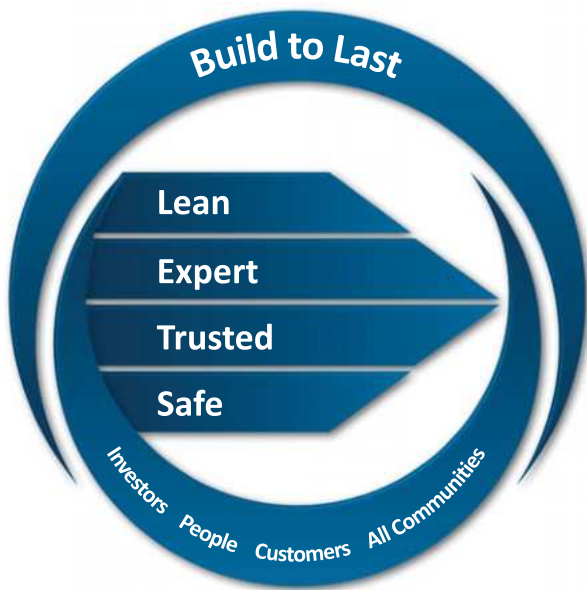 Build to Last
Lean
Expert
Trusted
Safe
Investors People Customers All Communities